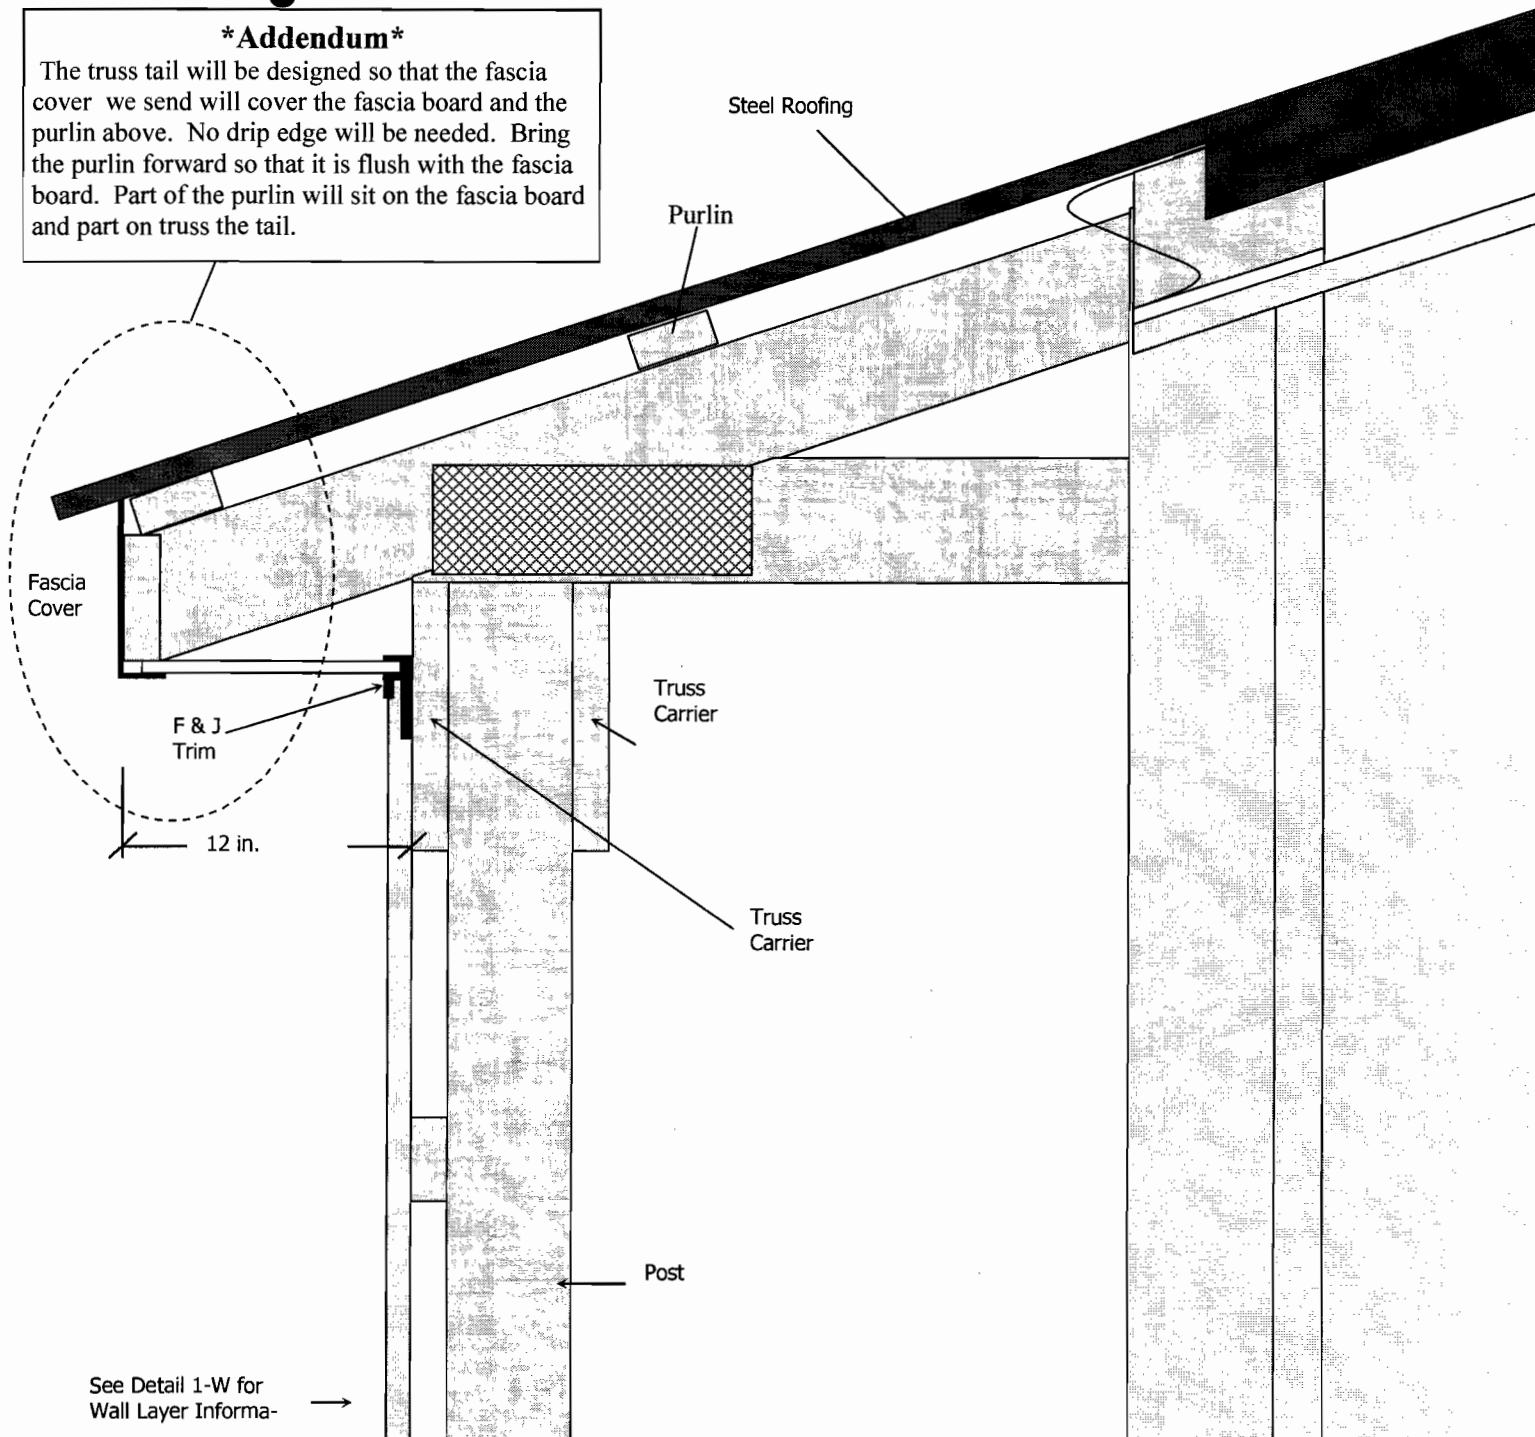 *Addendum*
The truss tail will be designed so that the fascia
cover we send will cover the fascia board and the
purlin above. No drip edge will be needed. Bring
the purlin forward so that it is flush with the fascia
board. Part of the purlin will sit on the fascia board
and part on truss the tail.
Steel Roofing
Purlin
Fascia
Cover
F & J
Trim
Truss
Carrier
12 in.
Truss
Carrier
Post
See Detail 1-W for
Wall Layer Informa-